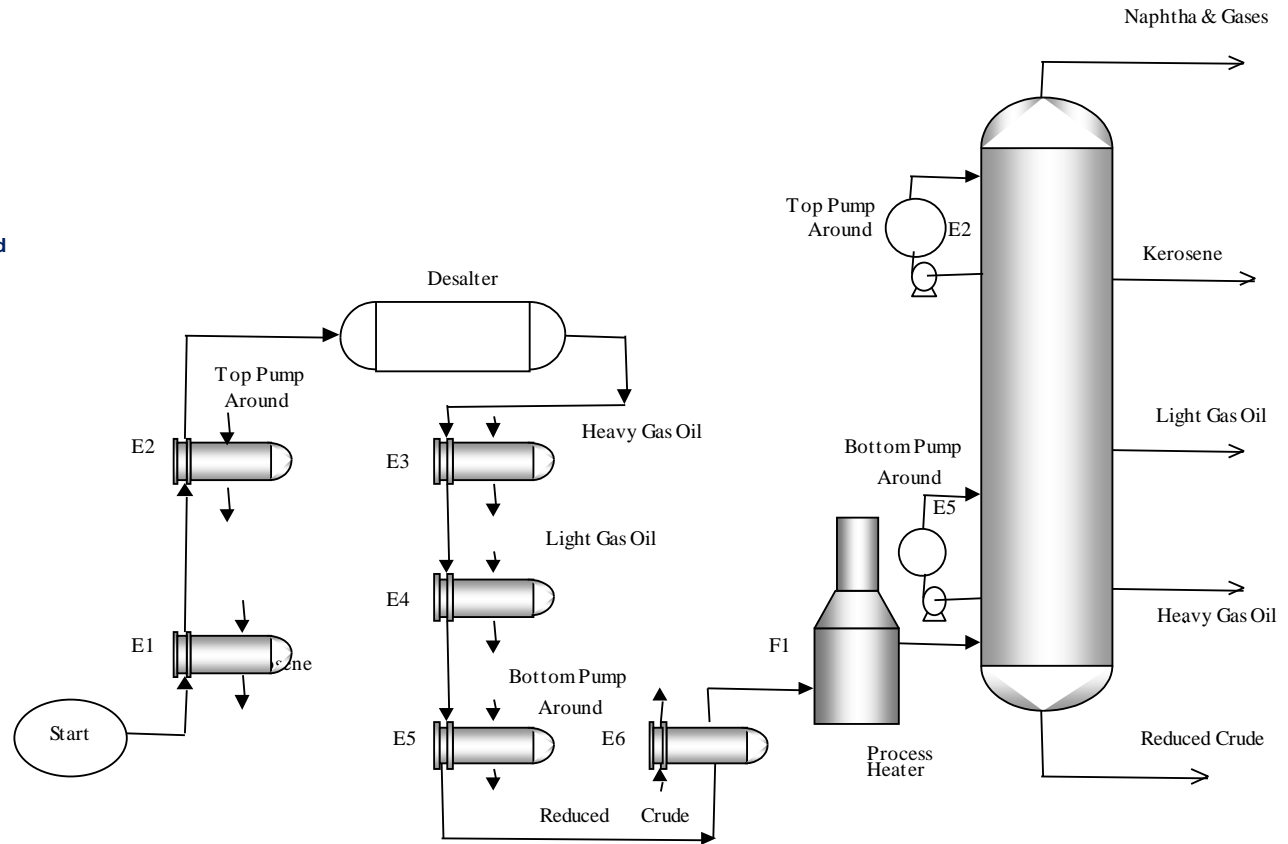 Naphtha & Gases
Top Pump
Around
E2
d
Kerosene
Desalter
Top Pump
Around
E2
Heavy Gas Oil
E3
Light Gas Oil
Bottom Pump
Around
E5
Light Gas Oil
E4
Heavy Gas Oil
E1
F1
Bottom Pump
Around
Start
E5
E6
Process
Heater
Reduced Crude
Reduced Crude